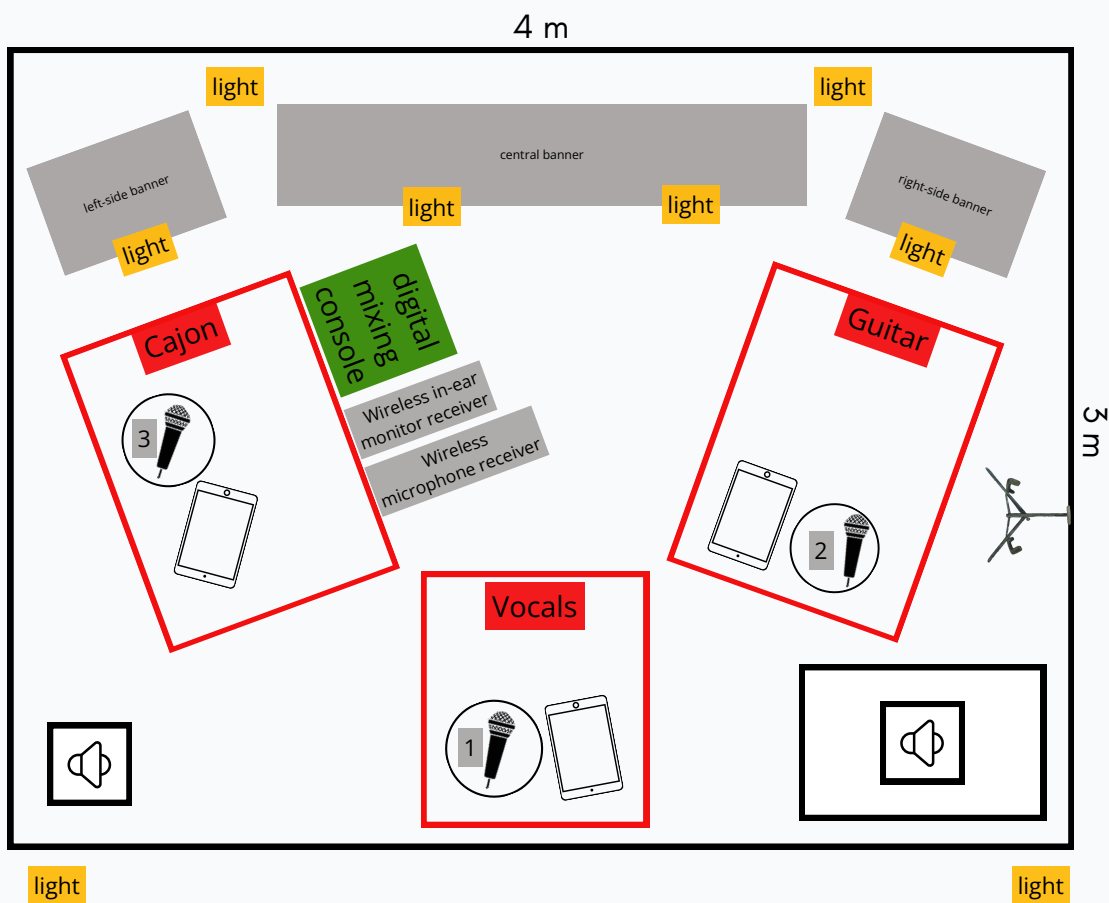 4 m
light
light
central banner
left-side banner
right-side banner
light
light
light
light
digital
mixing
console
Cajon
Guitar
Wireless in-ear
monitor receiver
3 m
Wireless
microphone receiver
3
2
Vocals
1
light
light